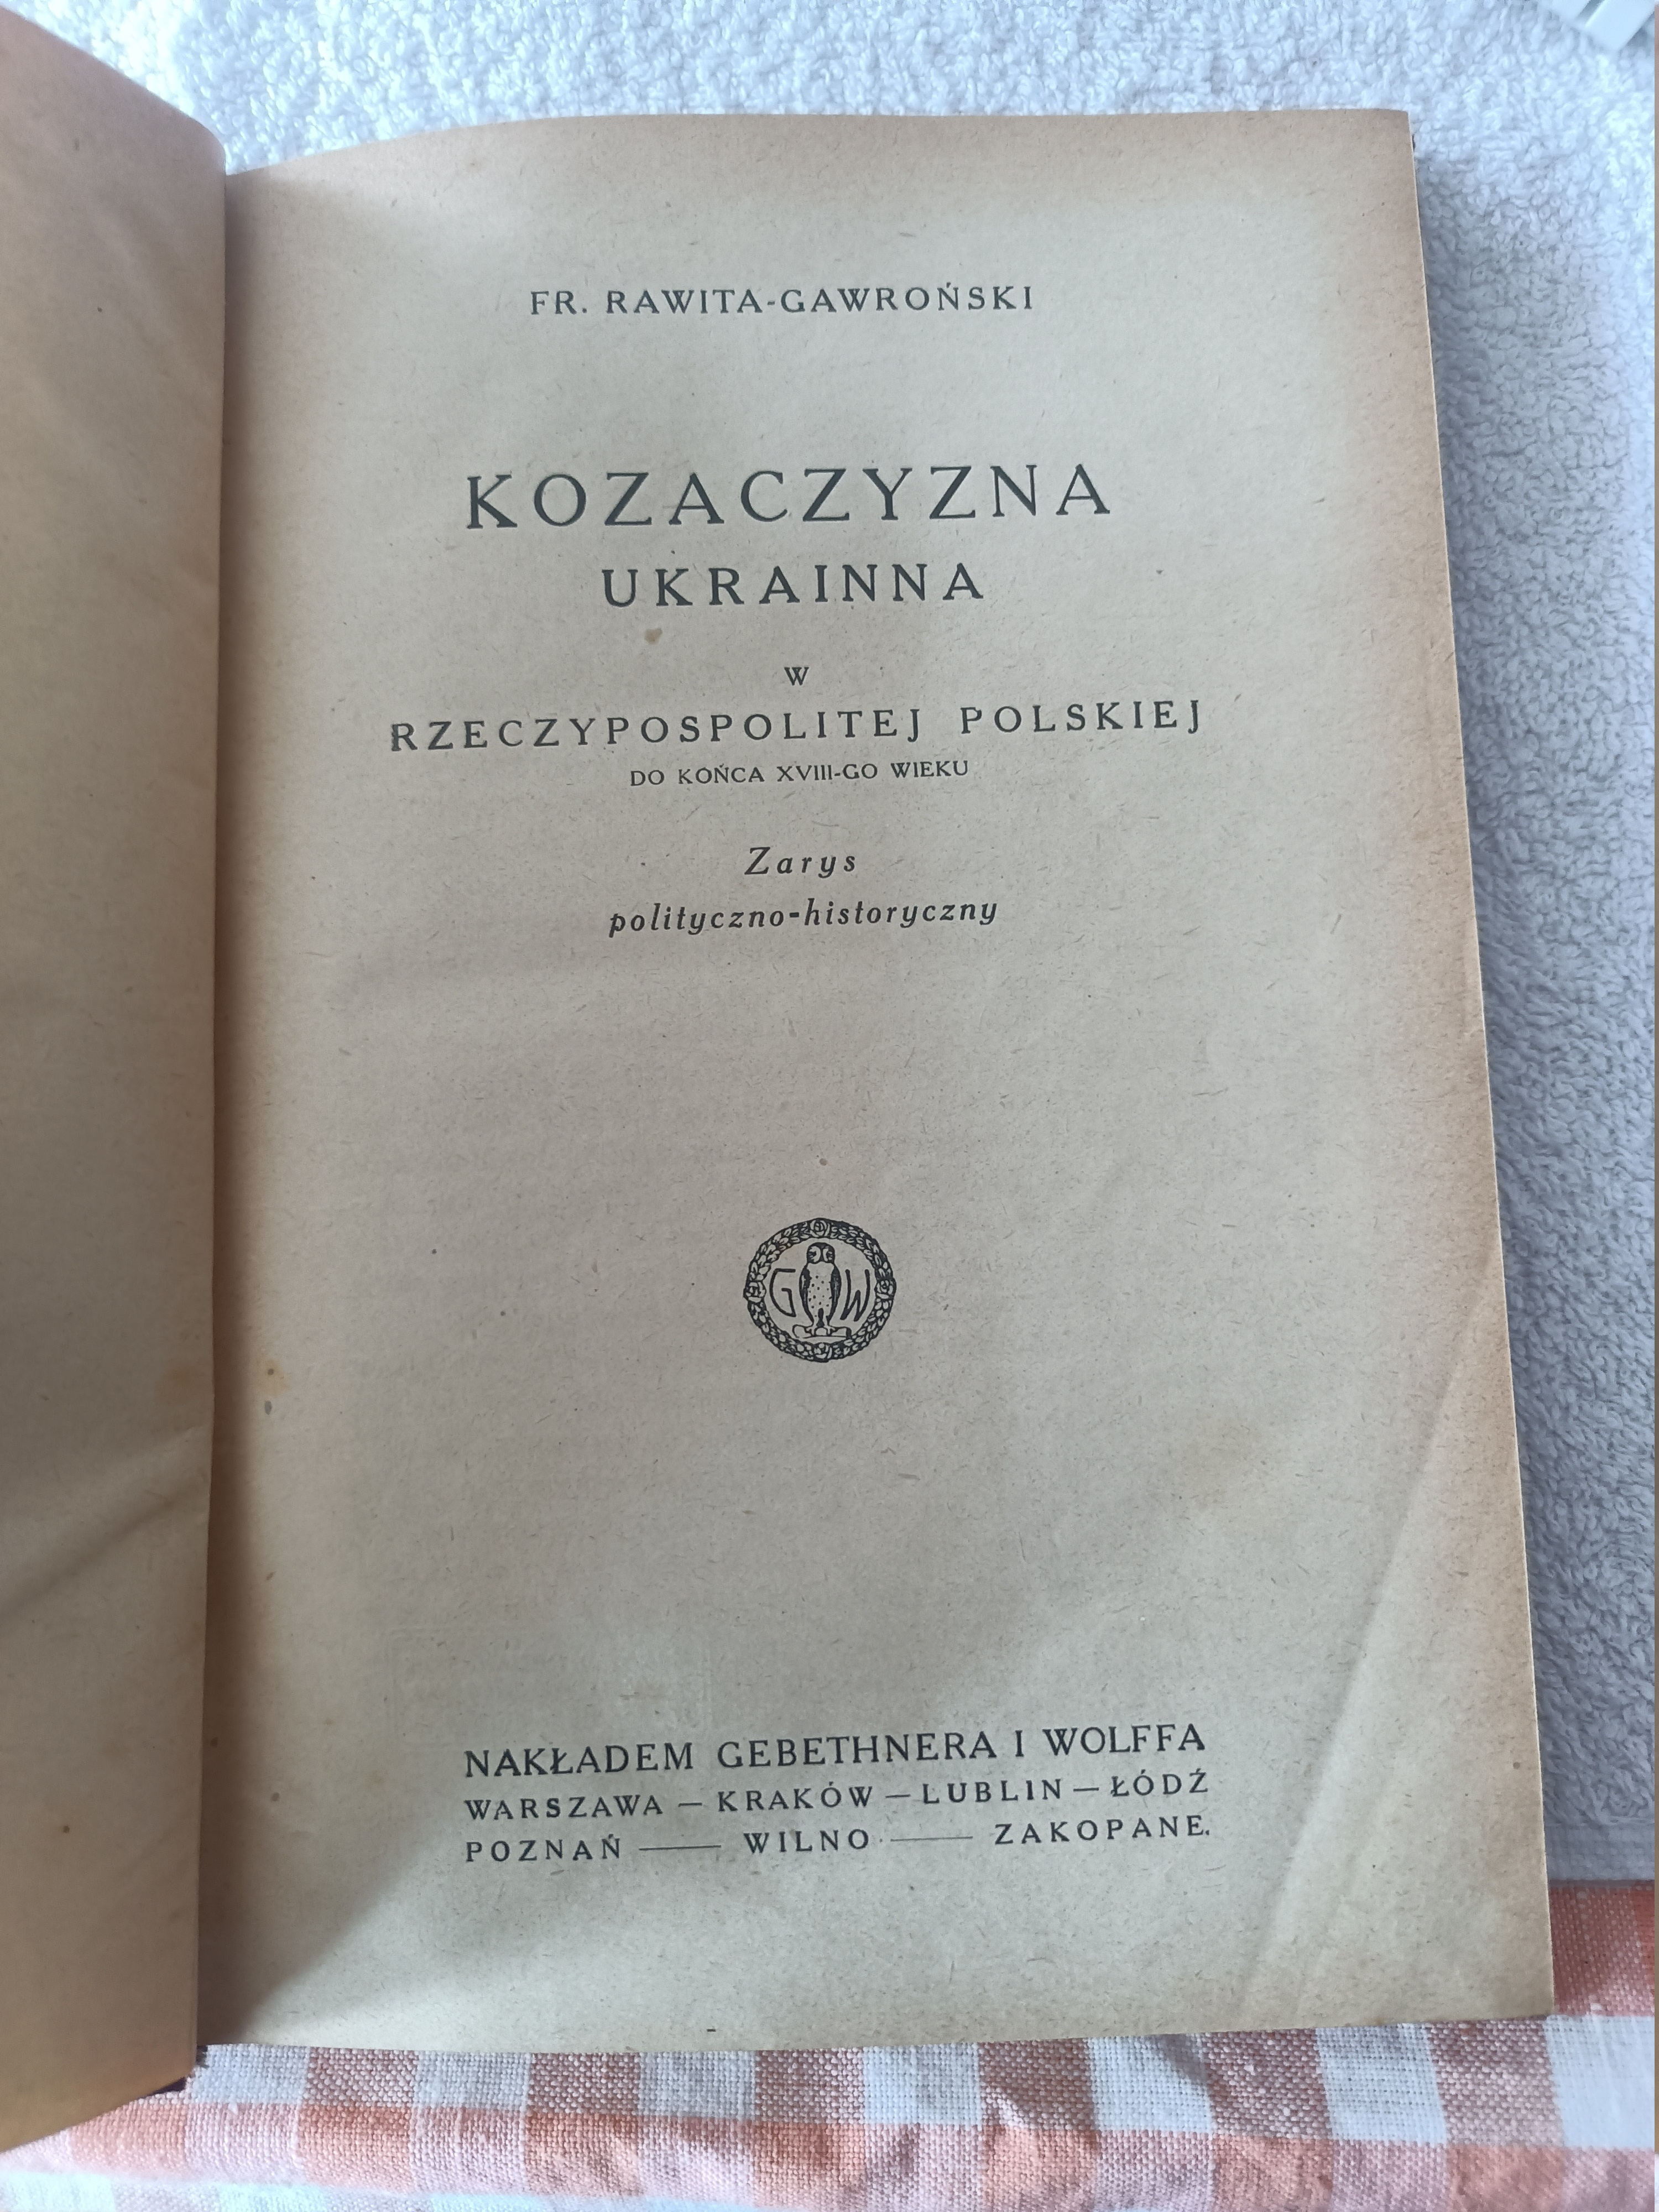 FR. RAWITA-GAWROŃSKI
KOZACZYZNA
UKRAINNA
W
RZECZYPOSPOLITEJ POLSKIEJ
DO KOŃCA XVIII-GO WIEKU
Zarys
polityczno-historyczny
G W
NAKŁADEM GEBETHNERA I WOLFFA
WARSZAWA — KRAKÓW — LUBLIN — ŁÓDŹ
POZNAŃ —— WILNO —— ZAKOPANE.